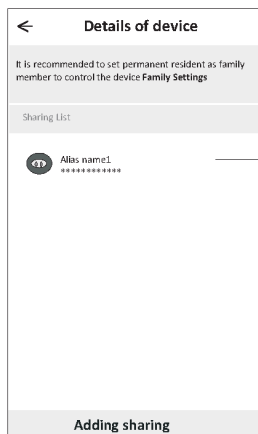 Details of device
It is recommended to set permanent resident as family
member to control the device Family Settings
Sharing List
Alias name1
************
Adding sharing